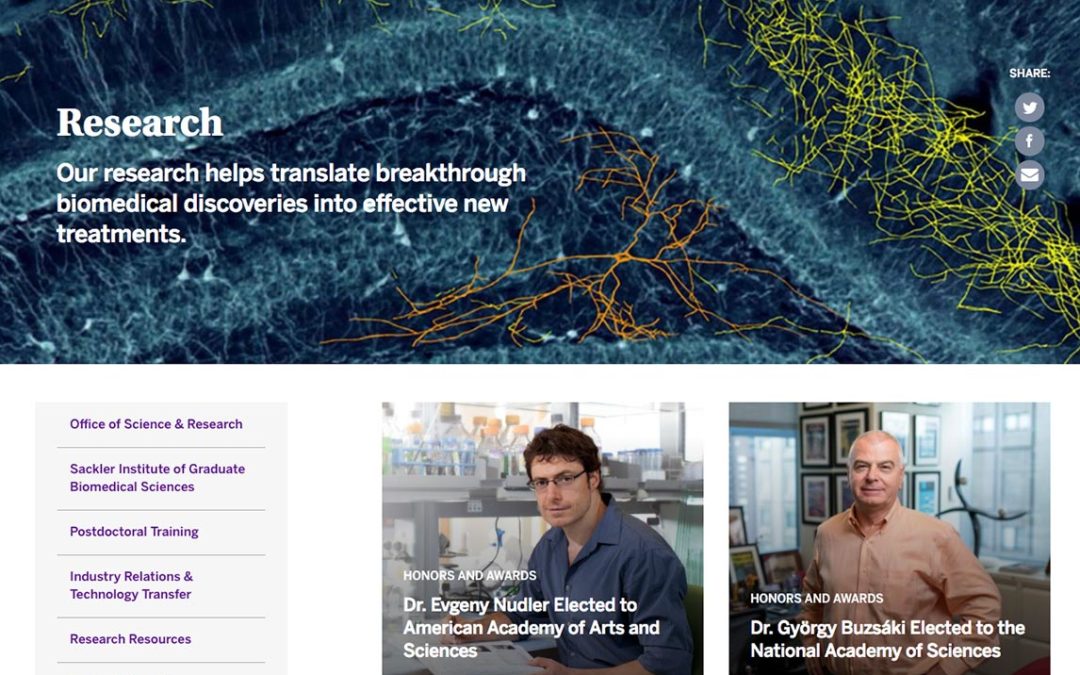 SHARE:
Research
Our research helps translate breakthrough
biomedical discoveries into effective new
treatments.
Office of Science & Research
Sackler Institute of Graduate
Biomedical Sciences
Postdoctoral Training
Industry Relations &
Technology Transfer
Research Resources
HONORS AND AWARDS
Dr. Evgeny Nudler Elected to
American Academy of Arts and
Sciences
HONORS AND AWARDS
Dr. György Buzsáki Elected to the
National Academy of Sciences